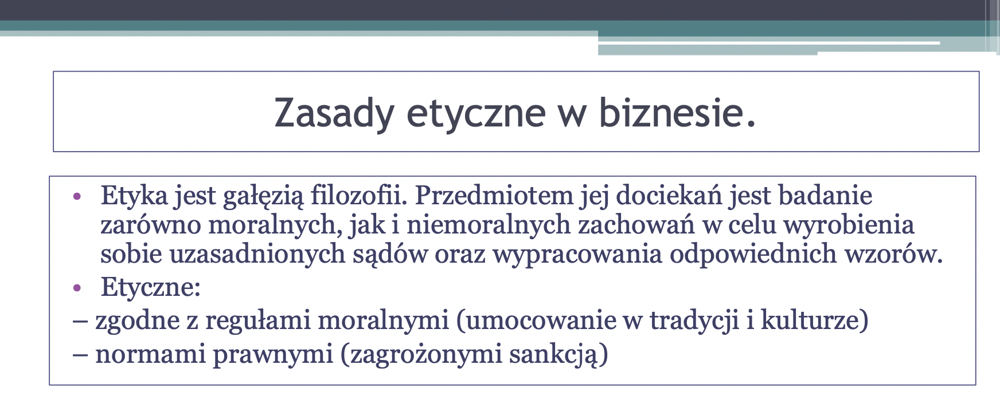 Zasady etyczne w biznesie.
• Etyka jest gałęzią filozofii. Przedmiotem jej dociekań jest badanie
zarówno moralnych, jak i niemoralnych zachowań w celu wyrobienia
sobie uzasadnionych sądów oraz wypracowania odpowiednich wzorów.
• Etyczne:
– zgodne z regułami moralnymi (umocowanie w tradycji i kulturze)
– normami prawnymi (zagrożonymi sankcją)